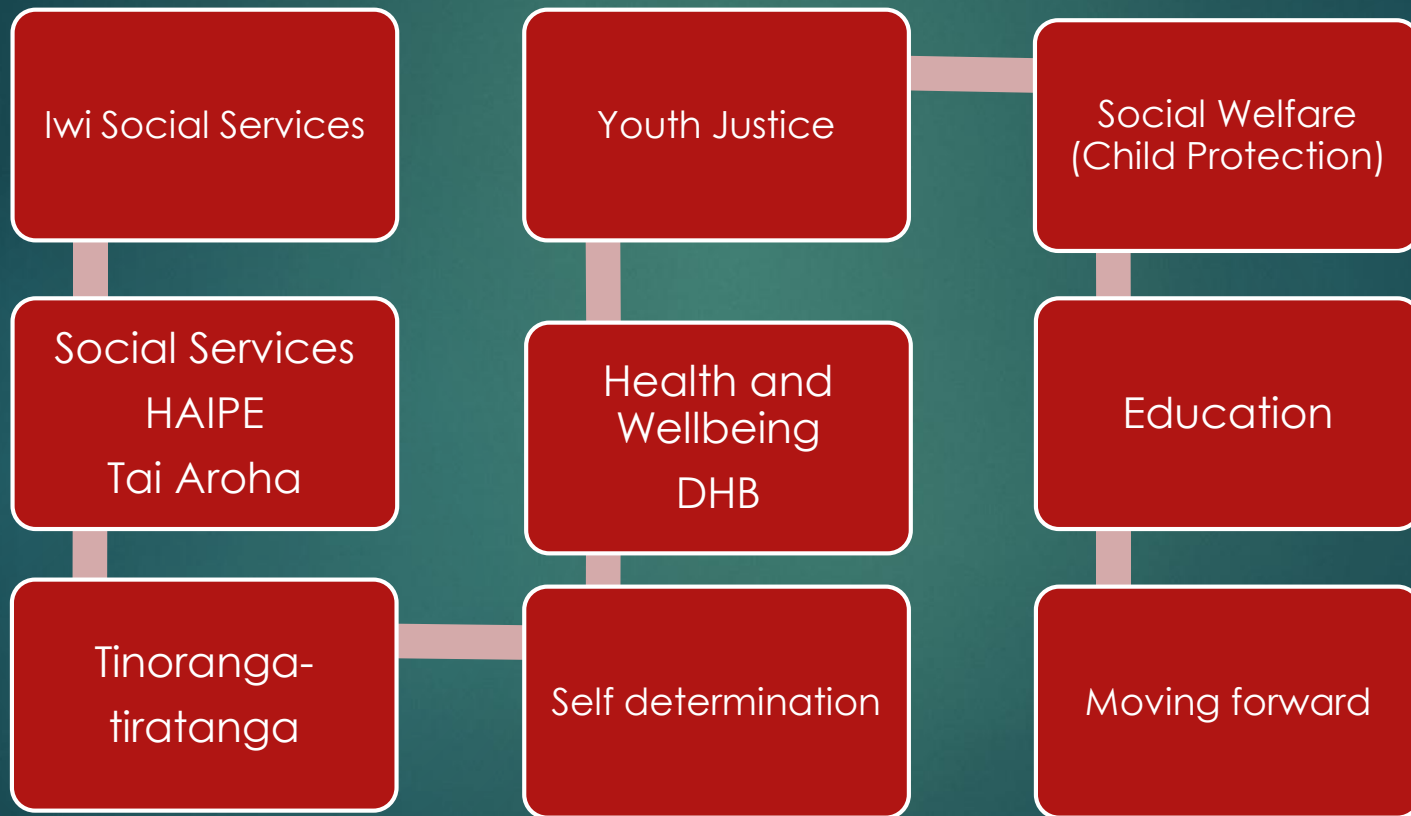 Iwi Social Services
Social Services
HAIPE
Tai Aroha
Tinoranga-
tiratanga
Self determination
Health and
Wellbeing
DHB
Youth Justice
Social Welfare
(Child Protection)
Education
Moving forward